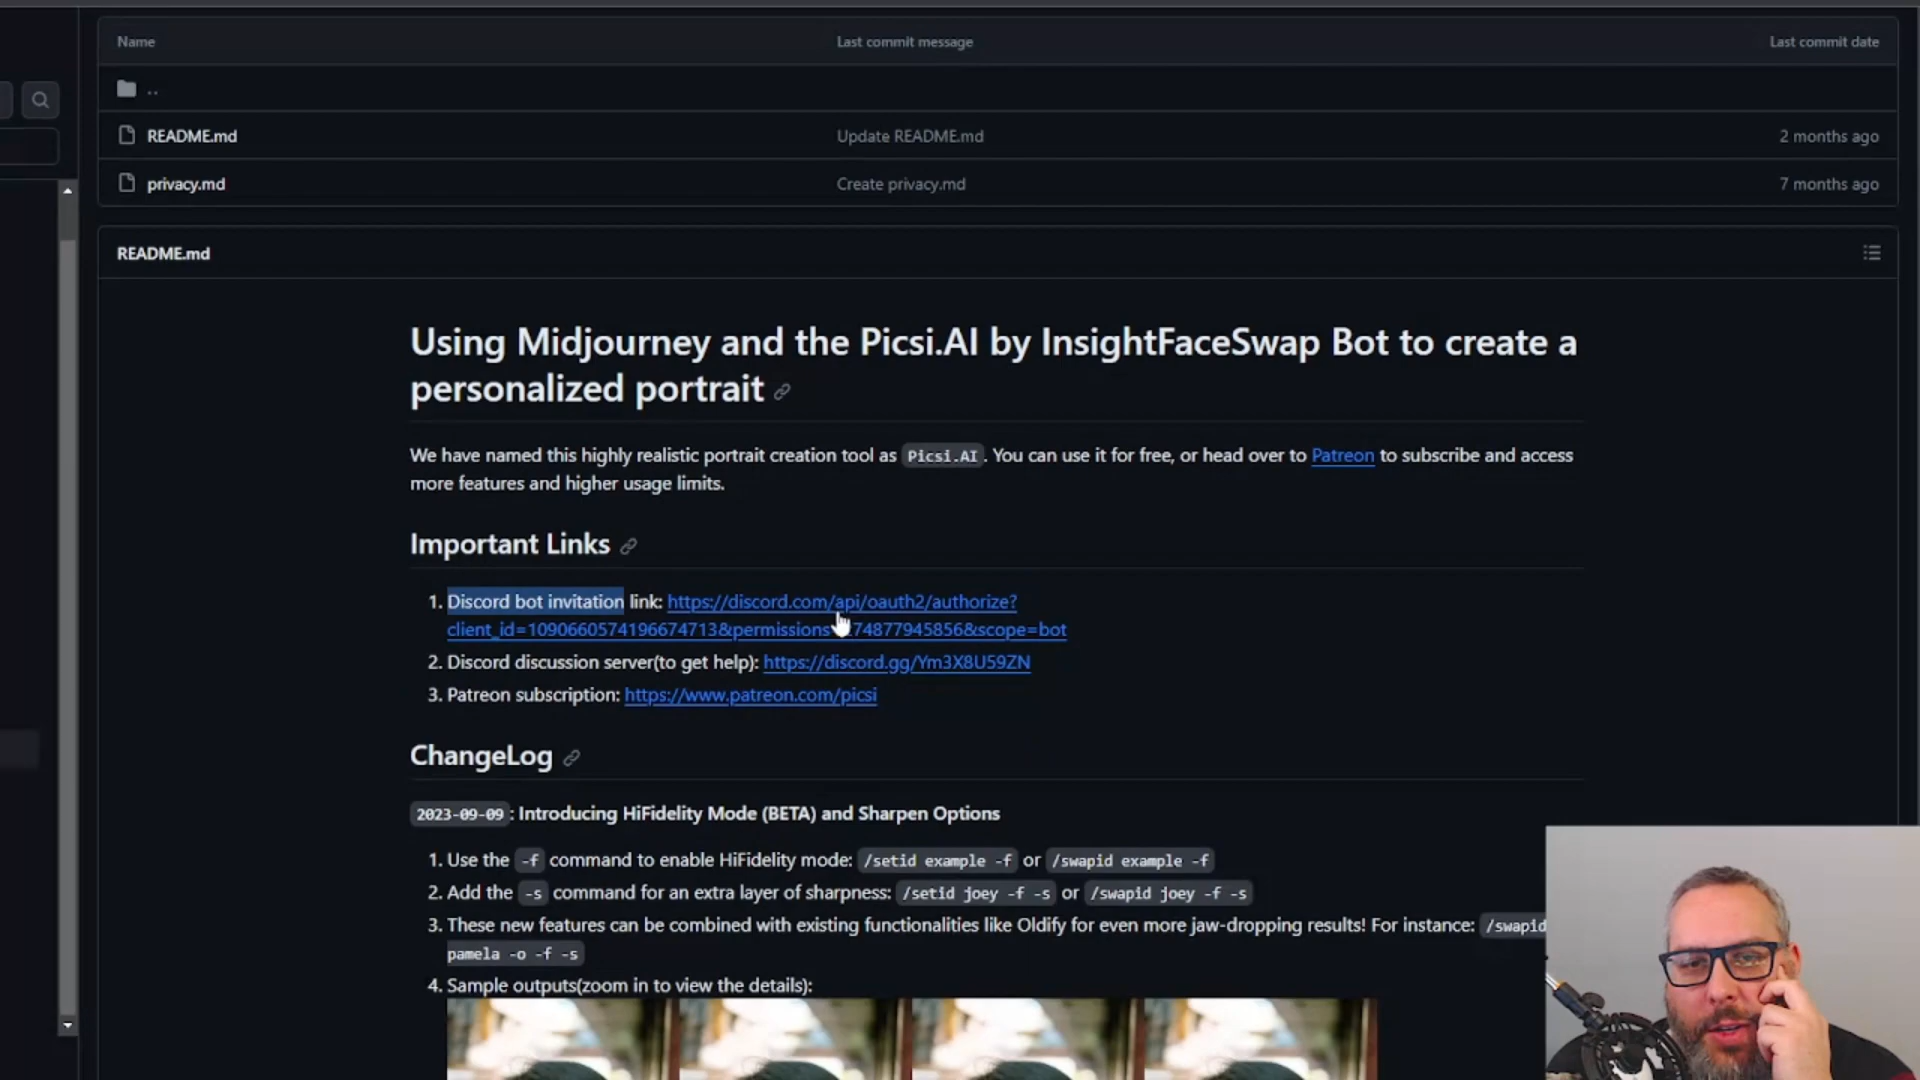 Name Last commit message Last commit date
..
README.md Update README.md 2 months ago
privacy.md Create privacy.md 7 months ago
README.md
Using Midjourney and the Picsi.AI by InsightFaceSwap Bot to create a
personalized portrait
We have named this highly realistic portrait creation tool as Picsi.AI. You can use it for free, or head over to Patreon to subscribe and access
more features and higher usage limits.
Important Links
1. Discord bot invitation link: https://discord.com/api/oauth2/authorize?
client_id=1090660574196674713&permissions 74877945856&scope=bot
2. Discord discussion server(to get help): https://discord.gg/Ym3X8U59ZN
3. Patreon subscription: https://www.patreon.com/picsi
ChangeLog
2023-09-09: Introducing HiFidelity Mode (BETA) and Sharpen Options
1. Use the -f command to enable HiFidelity mode: /setid example -f or /swapid example -f
2. Add the -s command for an extra layer of sharpness: /setid joey -f -s or /swapid joey -f -s
3. These new features can be combined with existing functionalities like Oldify for even more jaw-dropping results! For instance: /swapid
pamela -o -f -s
4. Sample outputs(zoom in to view the details):